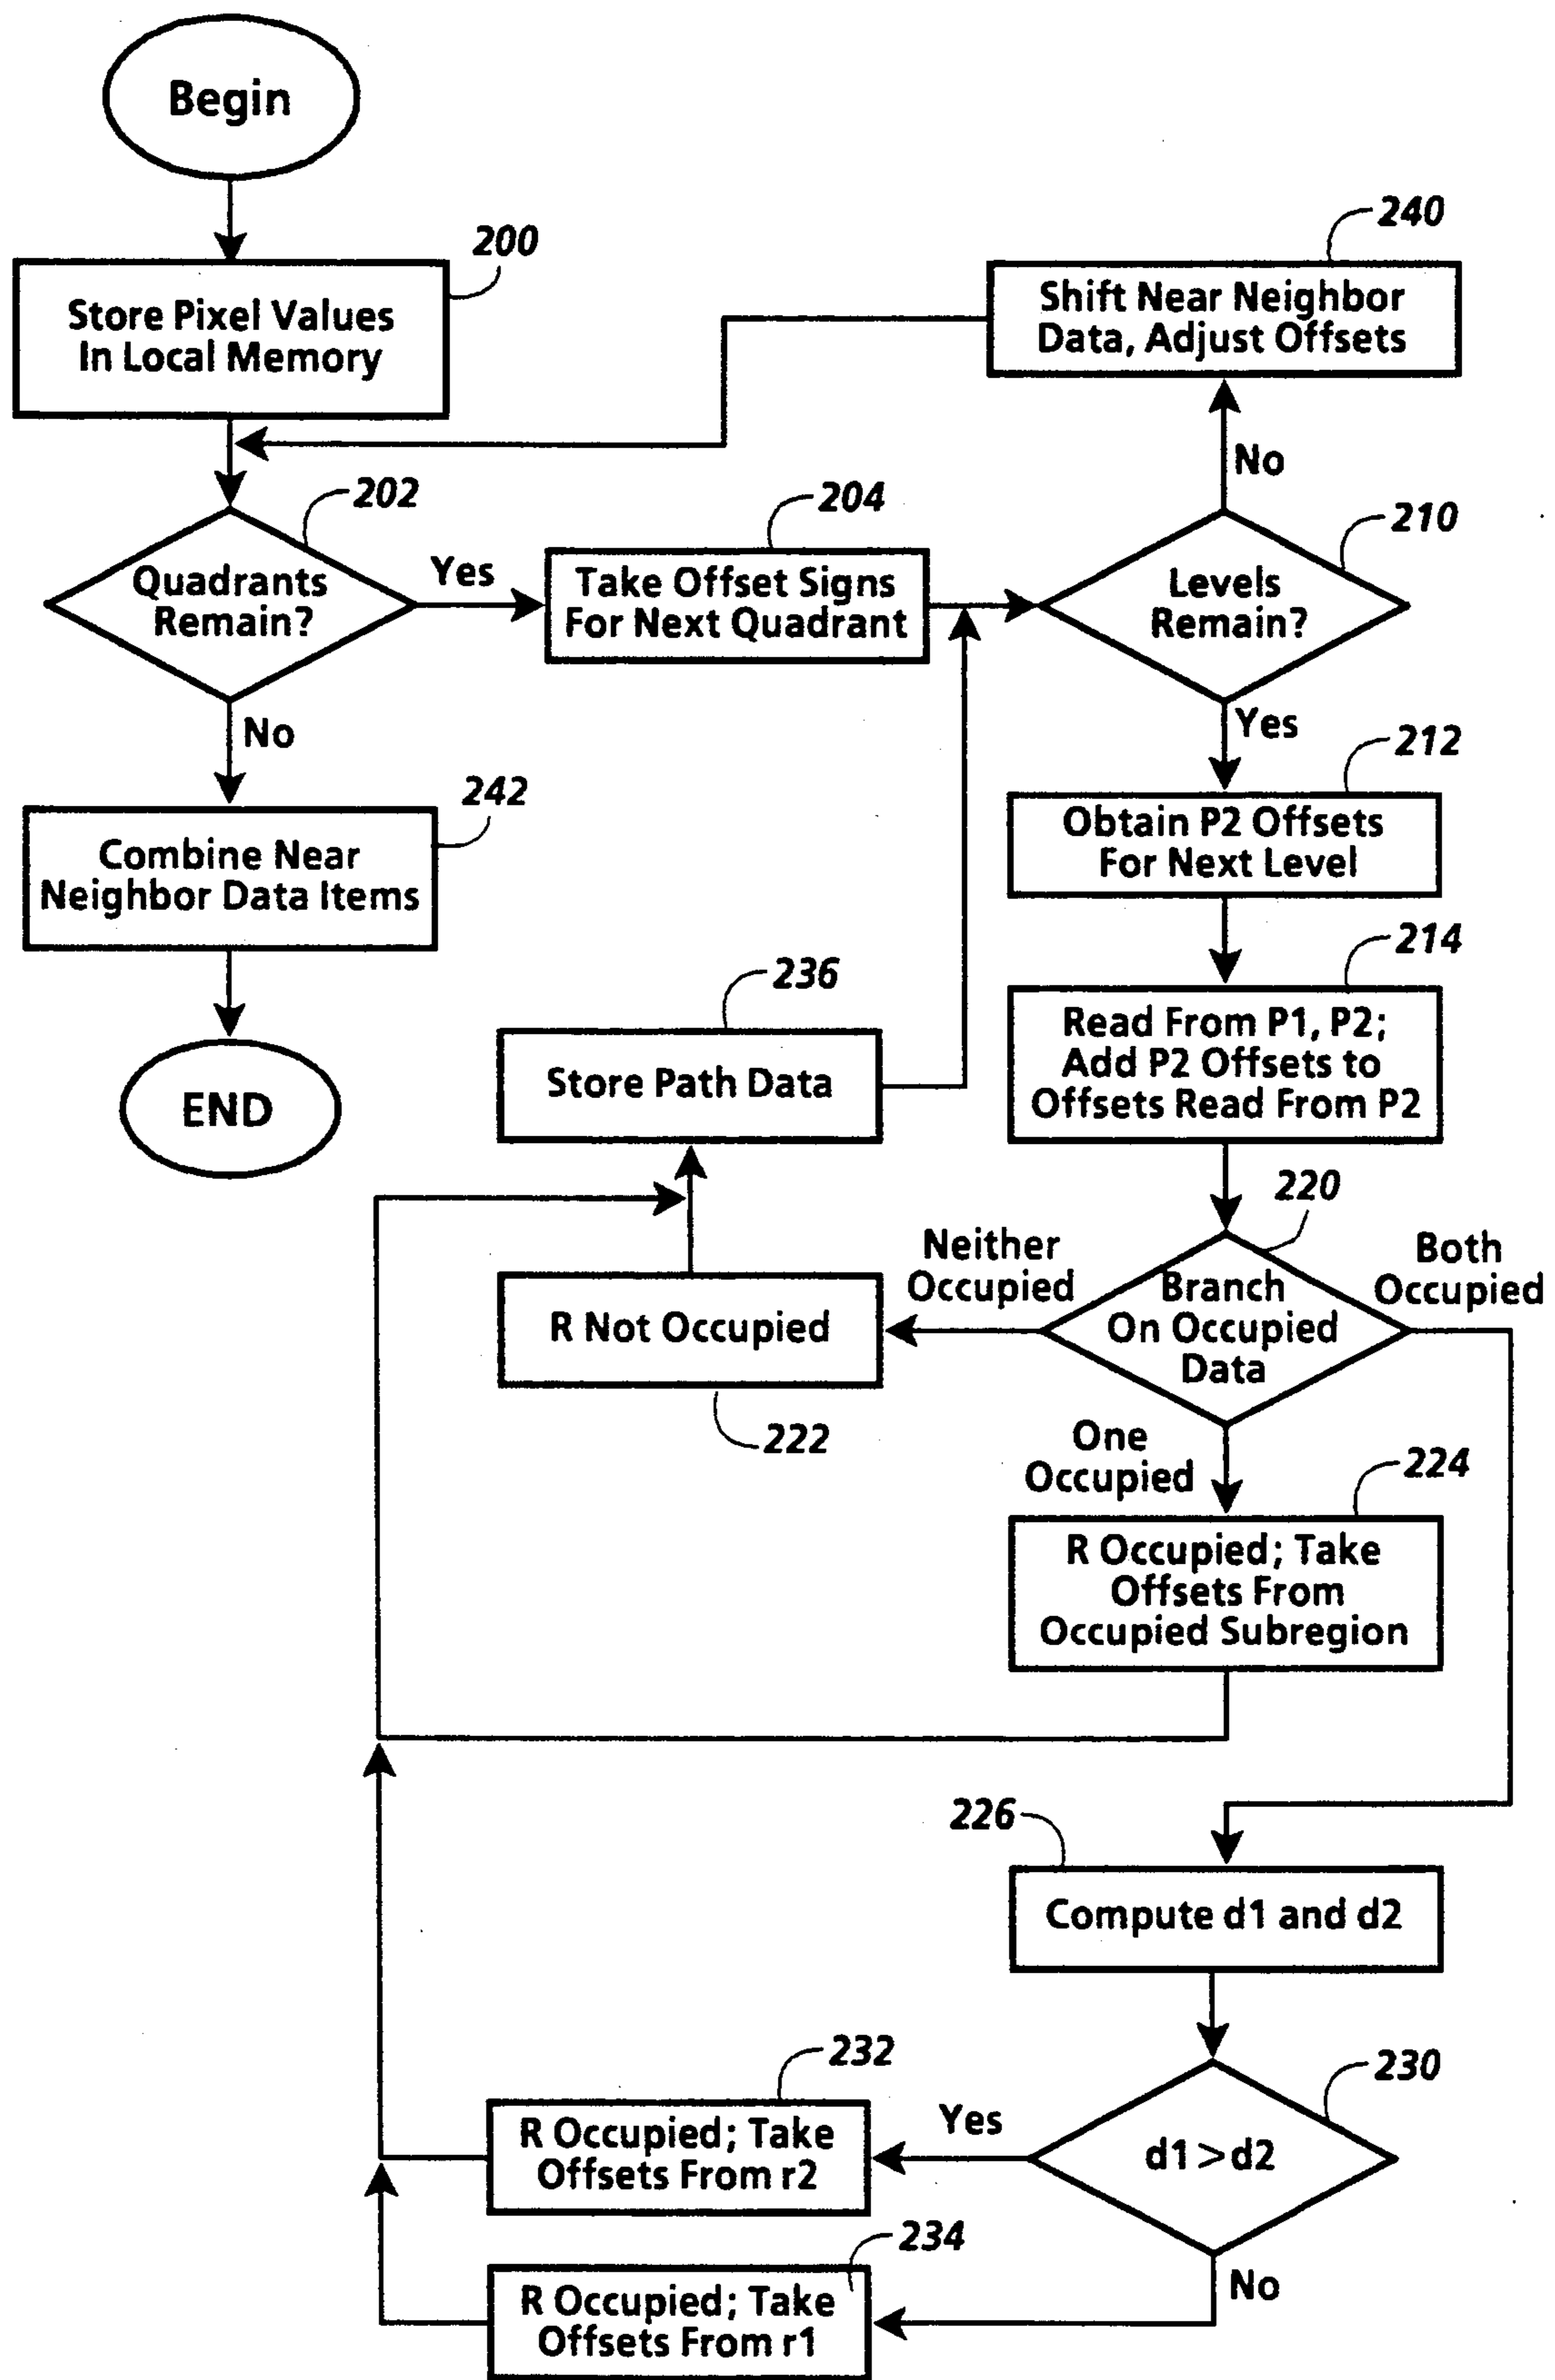 Begin
200
Store Pixel Values
In Local Memory
240
Shift Near Neighbor
Data, Adjust Offsets
No
202
Quadrants
Remain?
Yes
204
Take Offset Signs
For Next Quadrant
210
Levels
Remain?
No
Yes
242
Combine Near
Neighbor Data Items
END
212
Obtain P2 Offsets
For Next Level
214
Read From P1, P2;
Add P2 Offsets to
Offsets Read From P2
236
Store Path Data
220
Branch
On Occupied
Data
Neither
Occupied
Both
Occupied
R Not Occupied
222
One
Occupied
224
R Occupied; Take
Offsets From
Occupied Subregion
226
Compute d1 and d2
230
d1>d2
Yes
232
R Occupied; Take
Offsets From r2
No
234
R Occupied; Take
Offsets From r1